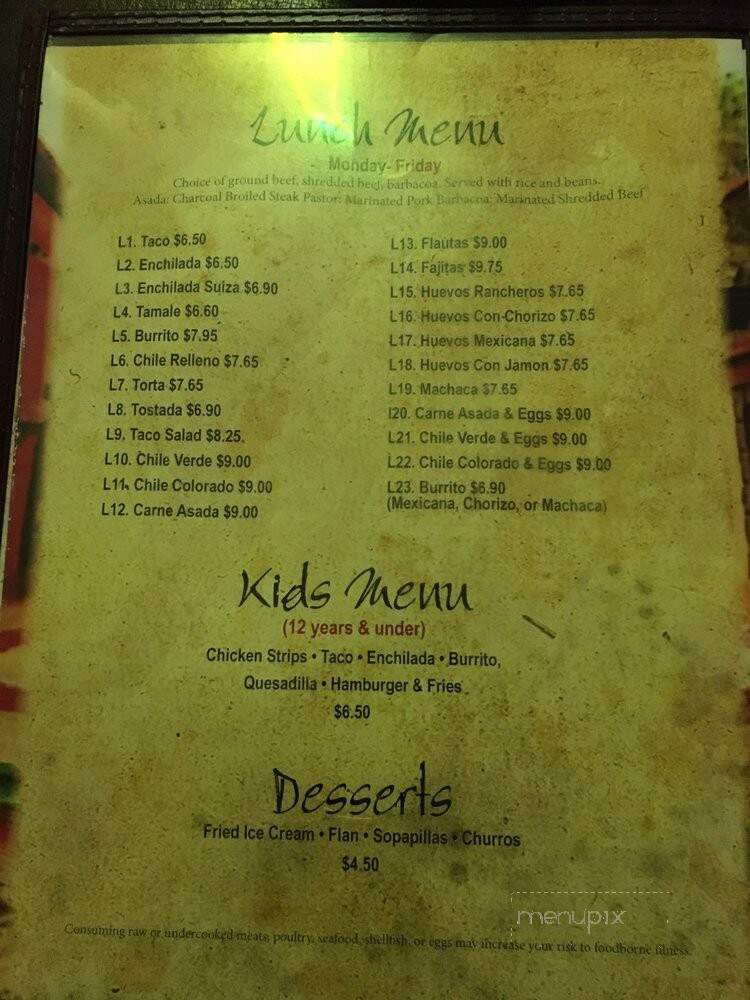 Lunch Menu
- Monday- Friday
Choice of ground beef, shredded beef, barbacoa. Served with rice and beans.
Asada: Charcoal Broiled Steak Pastor: Marinated Pork Barbacoa: Marinated Shredded Beef
L1. Taco $6.50
L2. Enchilada $6.50
L3. Enchilada Suiza $6.90
L4. Tamale $6.60
L5. Burrito $7.95
L6. Chile Relleno $7.65
L7. Torta $7.65
L8. Tostada $6.90
L9. Taco Salad $8.25.
L10. Chile Verde $9.00
L11. Chile Colorado $9.00
L12. Carne Asada $9.00
L13. Flautas $9.00
L14. Fajitas $9.75
L15. Huevos Rancheros $7.65
L16. Huevos Con Chorizo $7.65
L17. Huevos Mexicana $7.65
L18. Huevos Con Jamon $7.65
L19. Machaca $7.65
l20. Carne Asada & Eggs $9.00
L21. Chile Verde & Eggs $9.00
L22. Chile Colorado & Eggs $9.00
L23. Burrito $6.90
(Mexicana, Chorizo, or Machaca)
Kids Menu
(12 years & under)
Chicken Strips • Taco • Enchilada • Burrito,
Quesadilla • Hamburger & Fries
$6.50
Desserts
Fried Ice Cream • Flan • Sopapillas • Churros
$4.50
menupix
Consuming raw or undercooked meats, poultry, seafood, shellfish, or eggs may increase your risk to foodborne illness.